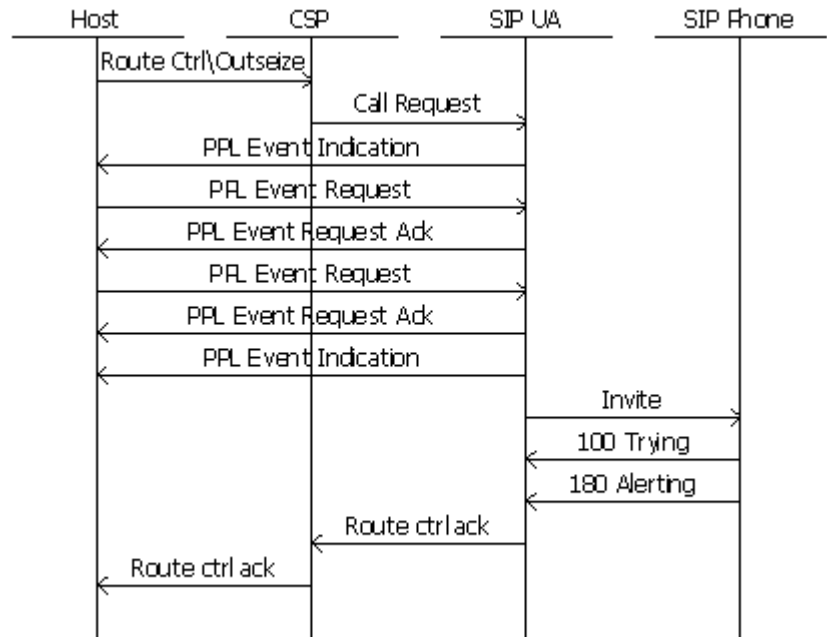 Host CSP SIP UA SIP Phone
Route Ctrl\Outseize
Call Request
PPL Event Indication
PPL Event Request
PPL Event Request Ack
PPL Event Request
PPL Event Request Ack
PPL Event Indication
Invite
100 Trying
180 Alerting
Route ctrl ack
Route ctrl ack